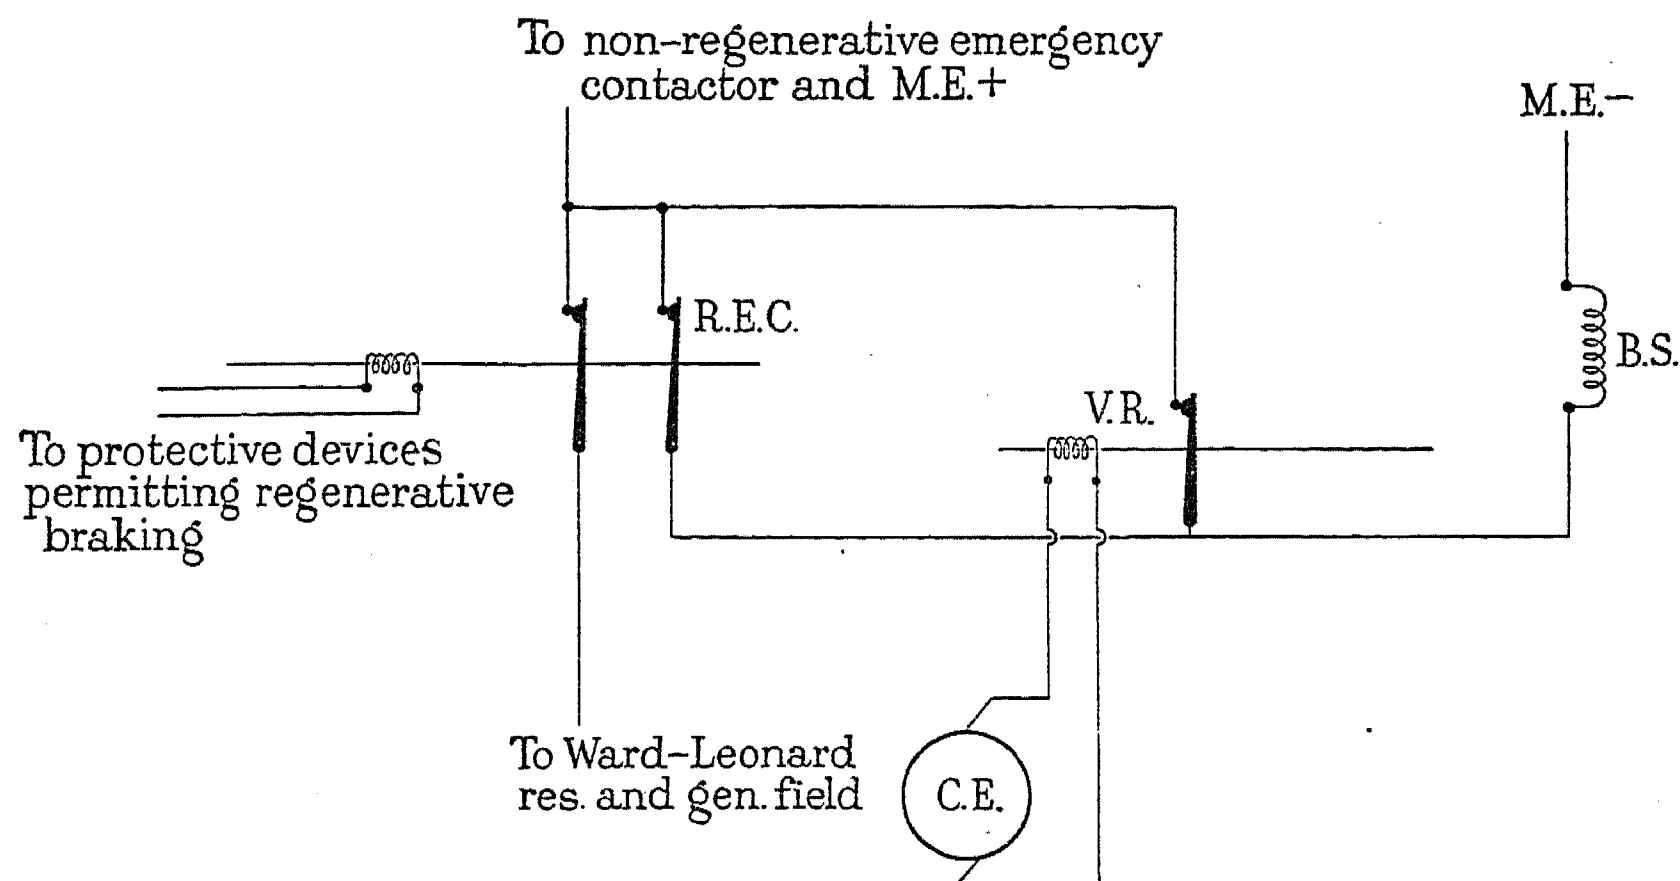 To non-regenerative emergency
contactor and M.E.+
M.E.-
R.E.C.
B.S.
V.R.
To protective devices
permitting regenerative
braking
To Ward-Leonard
res. and gen. field
C.E.